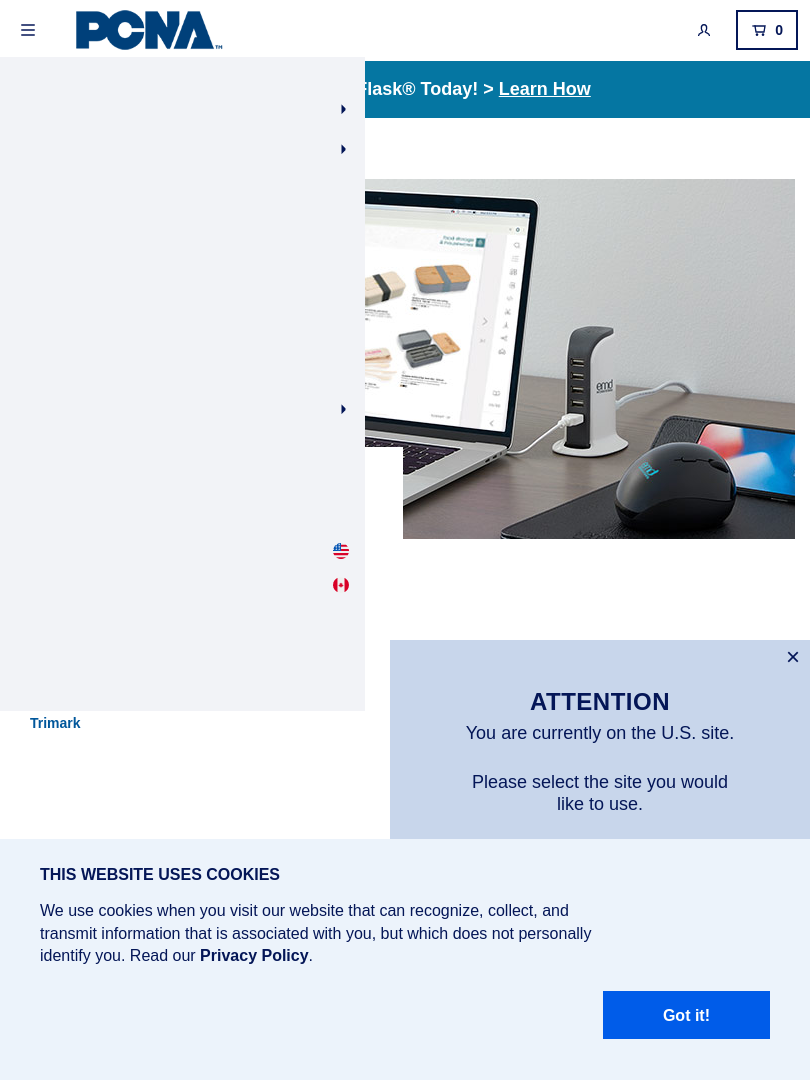 PCNA™
0
Flask® Today! > Learn How
emd
emd
Trimark
ATTENTION
You are currently on the U.S. site.
Please select the site you would
like to use.
THIS WEBSITE USES COOKIES
We use cookies when you visit our website that can recognize, collect, and
transmit information that is associated with you, but which does not personally
identify you. Read our Privacy Policy.
Got it!